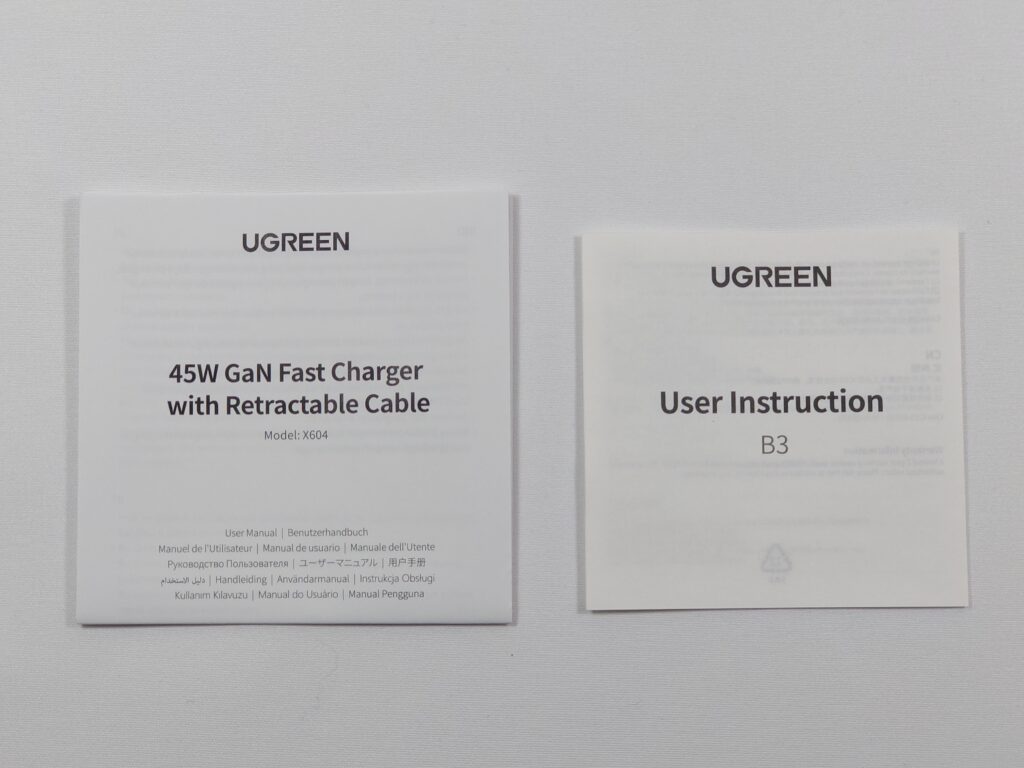 UGREEN
45W GaN Fast Charger
with Retractable Cable
Model: X604
User Manual | Benutzerhandbuch
Manuel de l'Utilisateur | Manual de usuario | Manuale dell'Utente
Руководство Пользователя | ユーザーマニュアル | 用户手册
دليل الاستخدام | Handleiding | Användarmanual | Instrukcja Obsługi
Kullanım Kılavuzu | Manual do Usuário | Manual Pengguna
UGREEN
User Instruction
B3